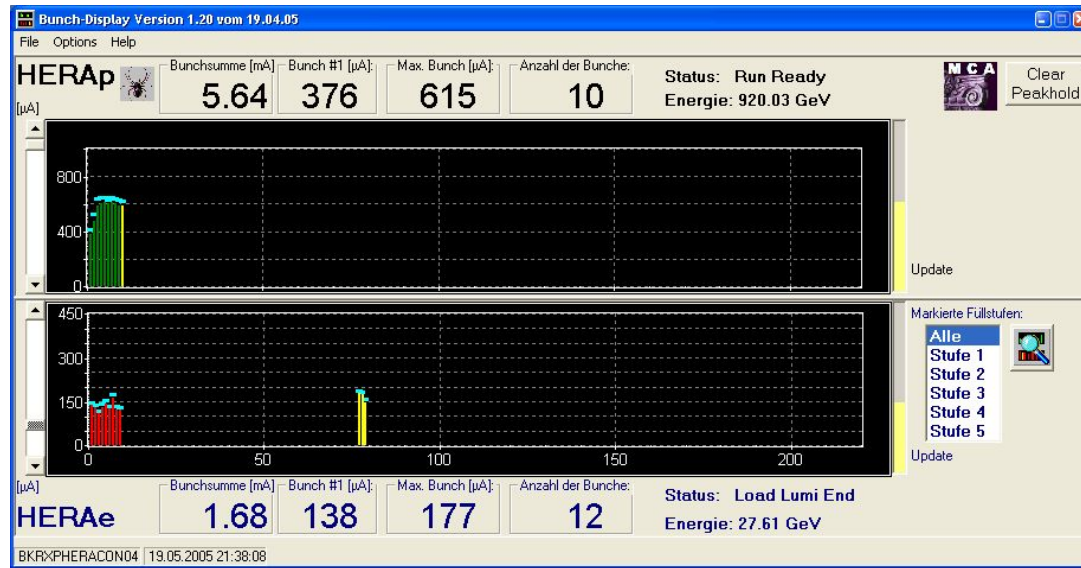 Bunch-Display Version 1.20 vom 19.04.05
File Options Help
HERAp
Bunchsumme [mA] Bunch #1 [µA]: Max. Bunch [µA]: Anzahl der Bunche:
5.64 376 615 10
Status: Run Ready
Energie: 920.03 GeV
MCA
Clear
Peakhold
[µA]
800
400
0
0 50 100 150 200
Update
450
300
150
0
0 50 100 150 200
Markierte Füllstufen:
Alle
Stufe 1
Stufe 2
Stufe 3
Stufe 4
Stufe 5
Update
[µA]
HERAe
Bunchsumme [mA] Bunch #1 [µA]: Max. Bunch [µA]: Anzahl der Bunche:
1.68 138 177 12
Status: Load Lumi End
Energie: 27.61 GeV
BKRXPHERACON04 19.05.2005 21:38:08